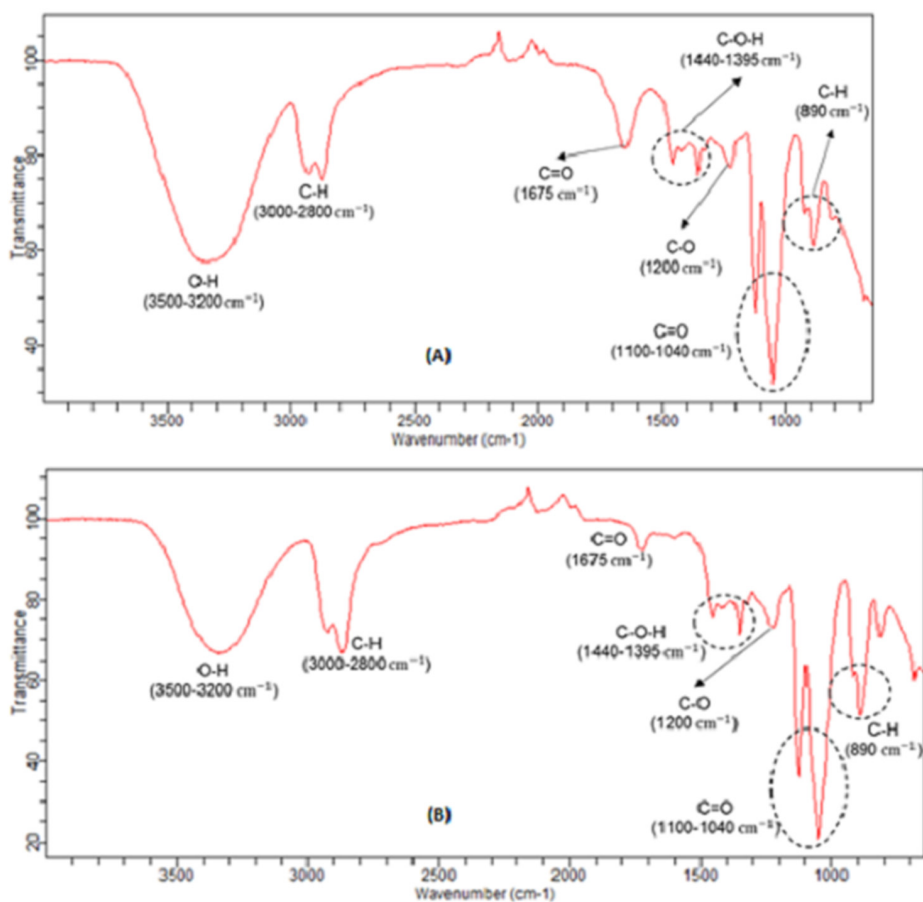 C-O-H
(1440-1395 cm⁻¹)
C-H
(890 cm⁻¹)
C=O
(1675 cm⁻¹)
C-H
(3000-2800 cm⁻¹)
C-O
(1200 cm⁻¹)
O-H
(3500-3200 cm⁻¹)
C=O
(1100-1040 cm⁻¹)
(A)
Transmittance
100
80
60
40
3500
3000
2500
2000
1500
1000
Wavenumber (cm-1)
C=O
(1675 cm⁻¹)
C-O-H
(1440-1395 cm⁻¹)
C-H
(3000-2800 cm⁻¹)
O-H
(3500-3200 cm⁻¹)
C-O
(1200 cm⁻¹)
C-H
(890 cm⁻¹)
C=O
(1100-1040 cm⁻¹)
(B)
Transmittance
100
80
60
40
20
3500
3000
2500
2000
1500
1000
Wavenumber (cm-1)